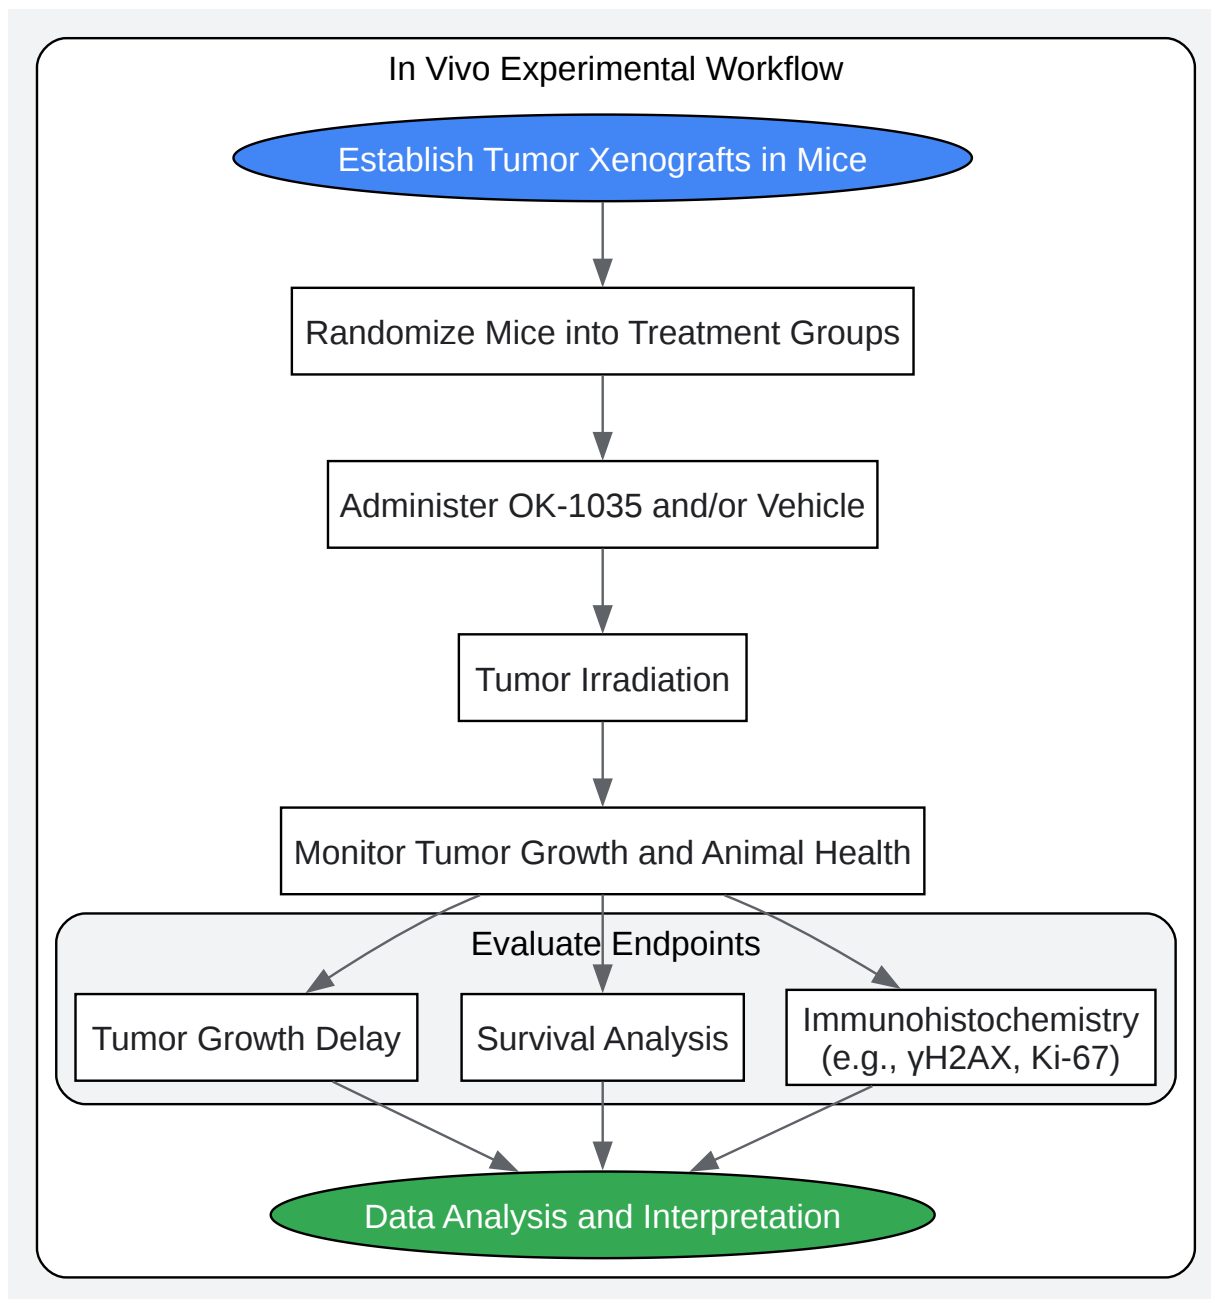 In Vivo Experimental Workflow
Establish Tumor Xenografts in Mice
Randomize Mice into Treatment Groups
Administer OK-1035 and/or Vehicle
Tumor Irradiation
Monitor Tumor Growth and Animal Health
Evaluate Endpoints
Tumor Growth Delay
Survival Analysis
Immunohistochemistry
(e.g., γH2AX, Ki-67)
Data Analysis and Interpretation